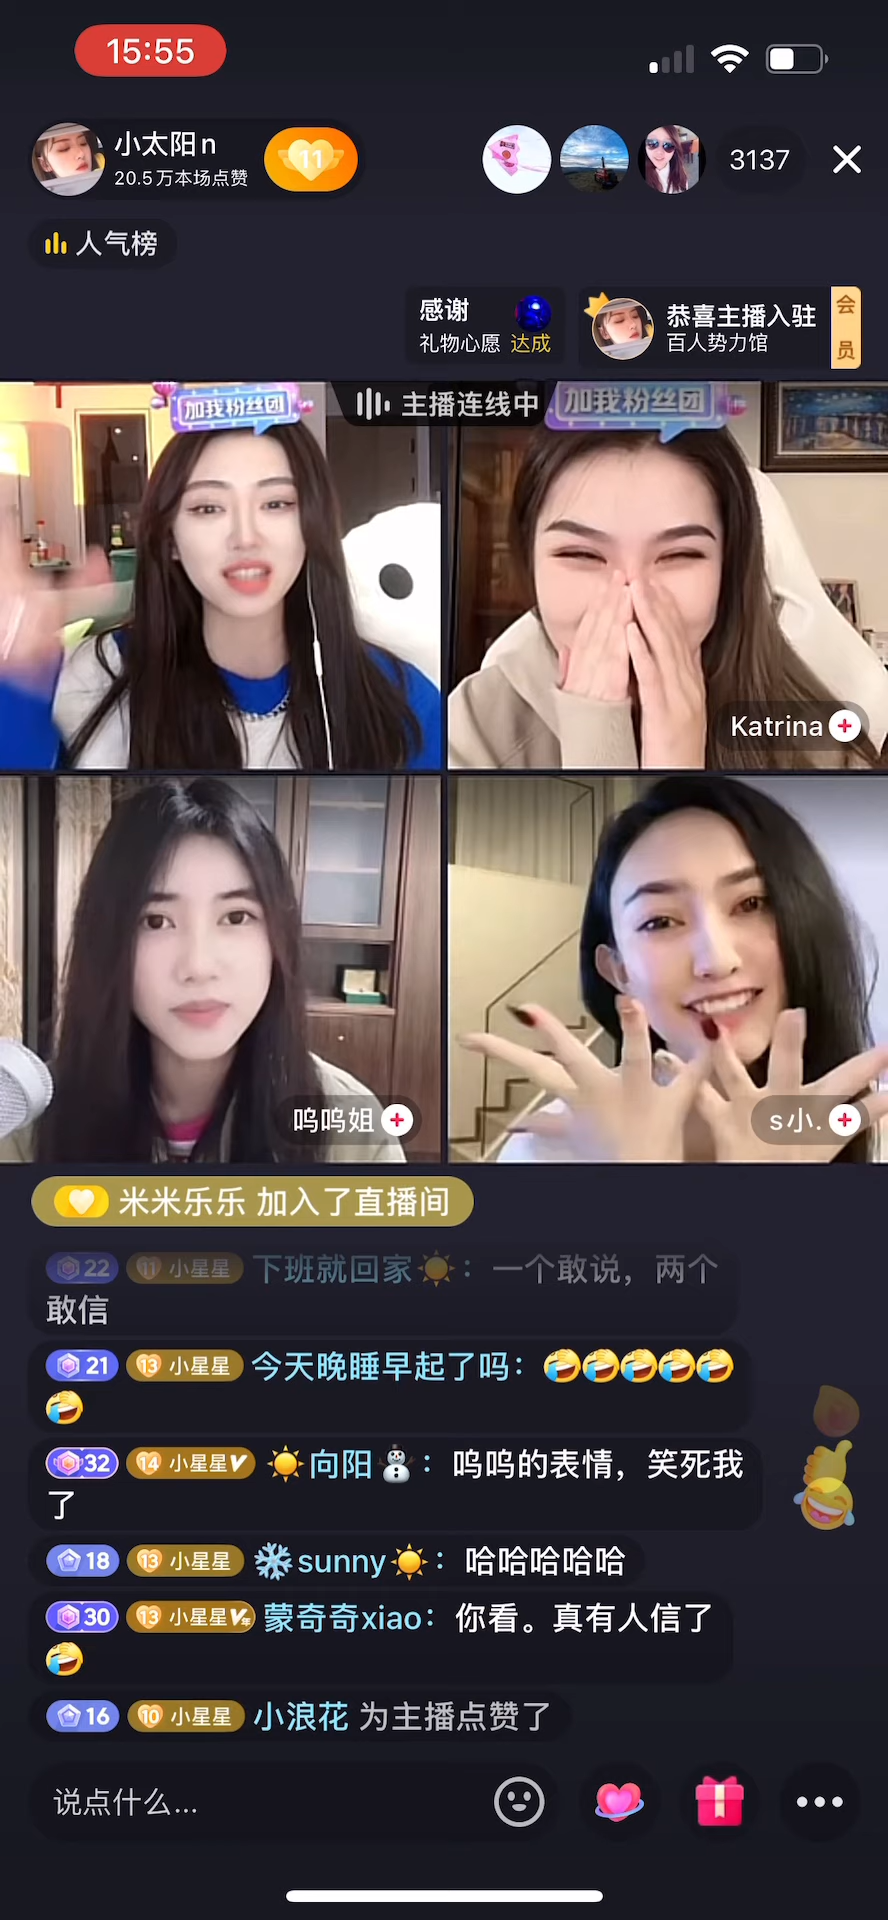 15:55
小太阳n
20.5万本场点赞
11
3137
人气榜
感谢
礼物心愿 达成
恭喜主播入驻
百人势力馆
会员
加我粉丝团
主播连线中
加我粉丝团
Katrina
呜呜姐
s小.
米米乐乐 加入了直播间
22 11 小星星 下班就回家☀️：一个敢说，两个
敢信
21 13 小星星 今天晚睡早起了吗：🤣🤣🤣🤣🤣
🤣
32 14 小星星V ☀️向阳⛄：呜呜的表情，笑死我
了
18 13 小星星 ❄️sunny☀️：哈哈哈哈哈
30 13 小星星V年 蒙奇奇xiao：你看。真有人信了
🤣
16 10 小星星 小浪花 为主播点赞了
说点什么...